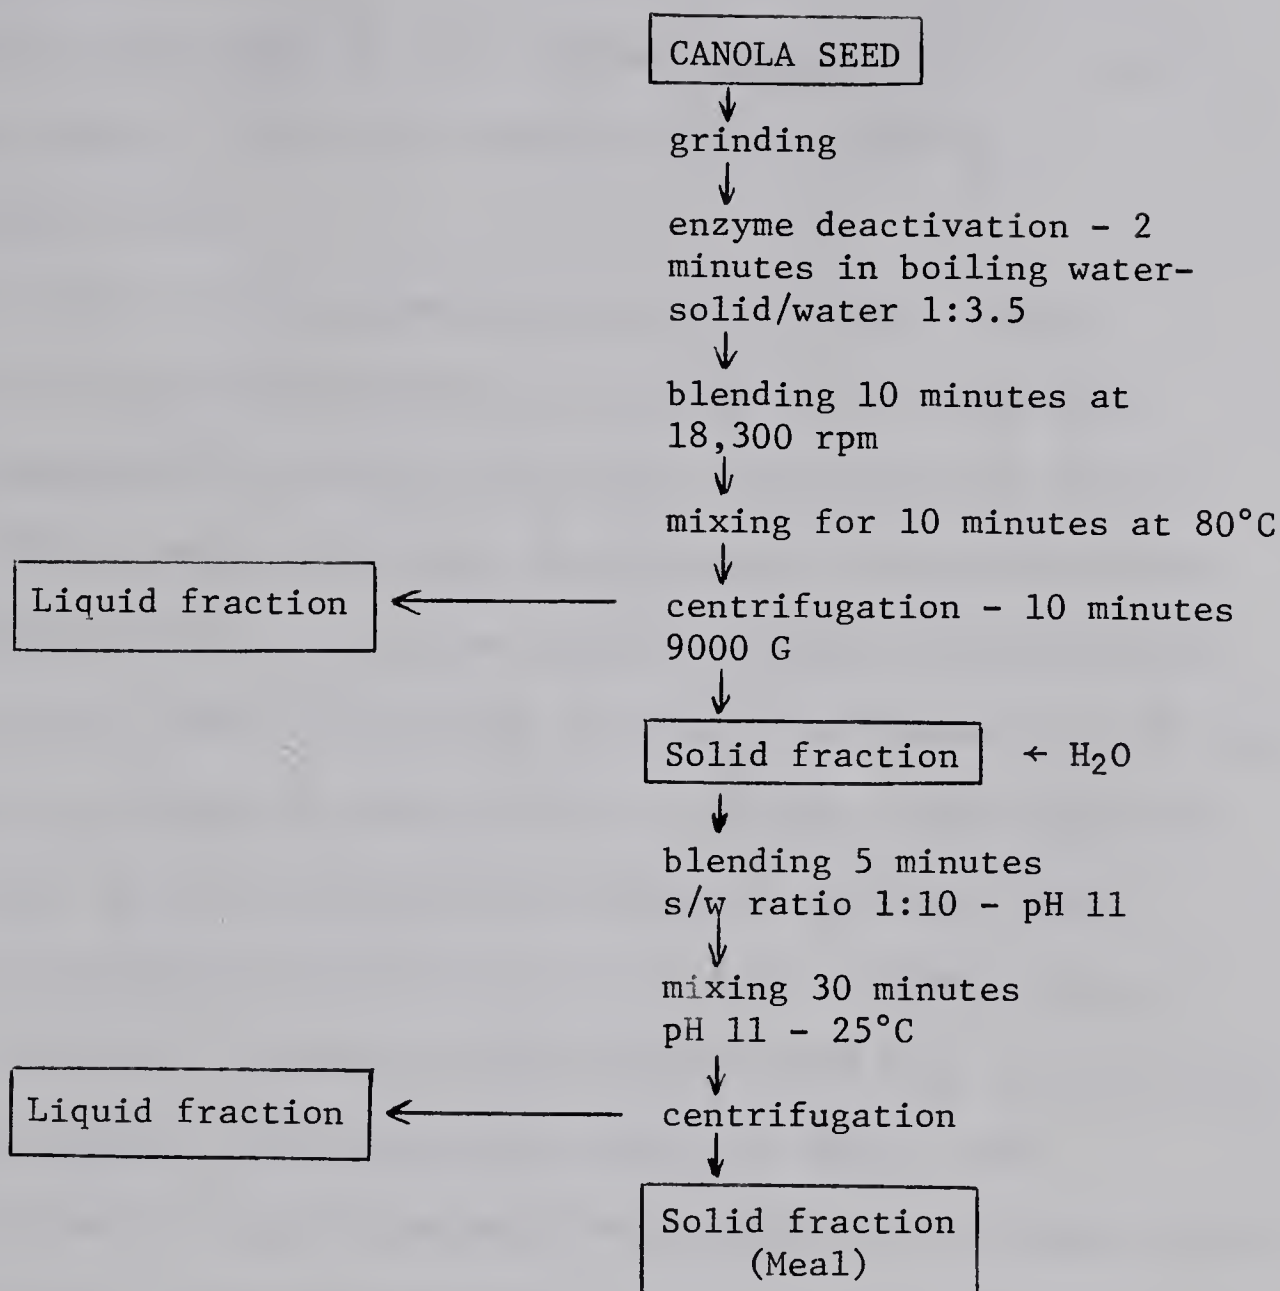 CANOLA SEED
grinding
enzyme deactivation - 2
minutes in boiling water-
solid/water 1:3.5
blending 10 minutes at
18,300 rpm
mixing for 10 minutes at 80°C
Liquid fraction
centrifugation - 10 minutes
9000 G
Solid fraction ← H₂O
blending 5 minutes
s/w ratio 1:10 - pH 11
mixing 30 minutes
pH 11 - 25°C
Liquid fraction
centrifugation
Solid fraction
(Meal)